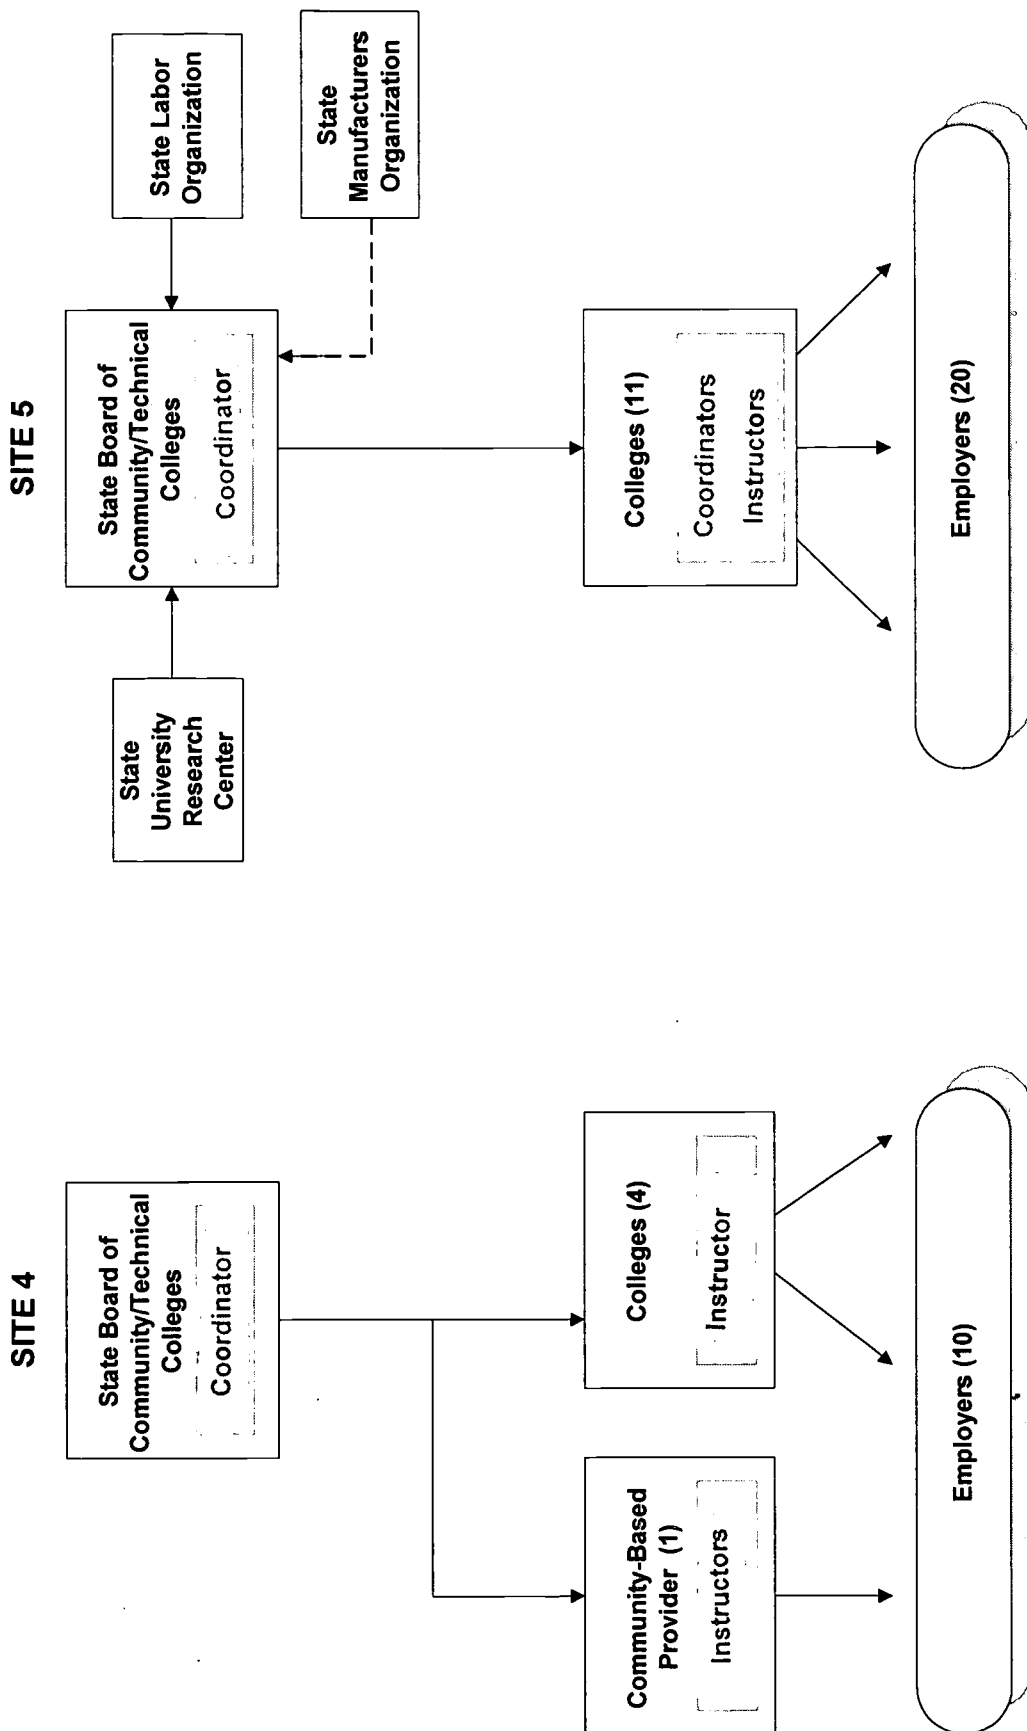 SITE 4
State Board of
Community/Technical
Colleges
Coordinator
Community-Based
Provider (1)
Instructors
Colleges (4)
Instructor
Employers (10)
SITE 5
State
University
Research
Center
State Board of
Community/Technical
Colleges
Coordinator
State Labor
Organization
State
Manufacturers
Organization
Colleges (11)
Coordinators
Instructors
Employers (20)